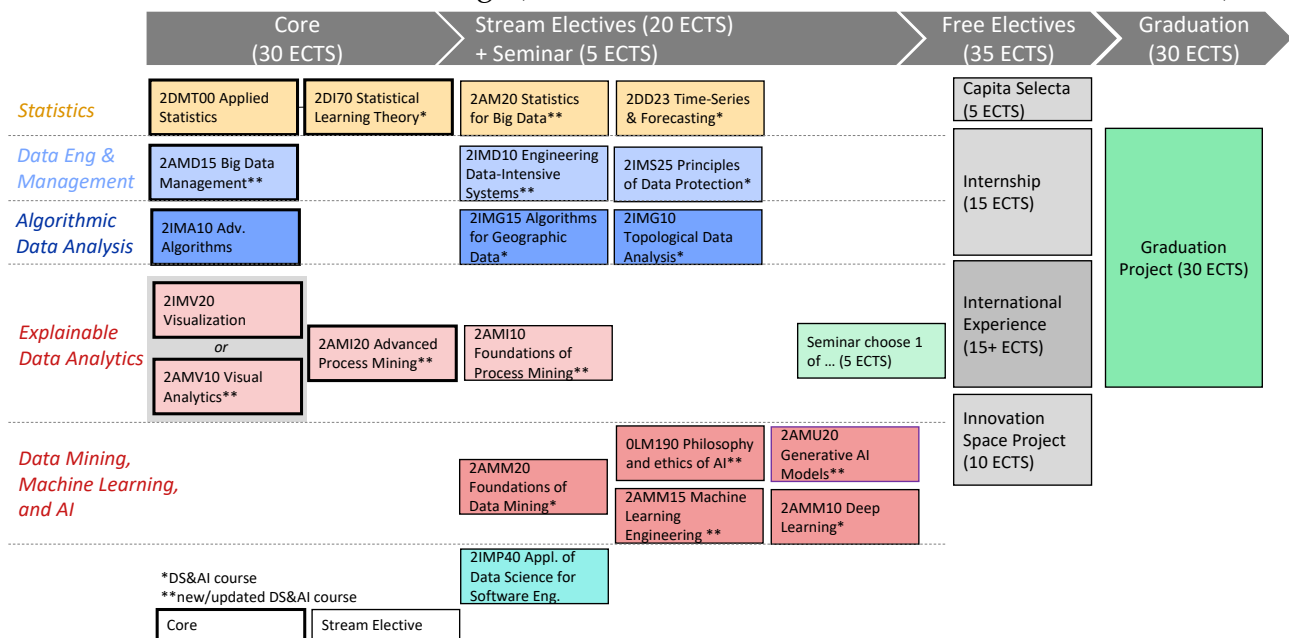 Core
(30 ECTS)
Stream Electives (20 ECTS)
+ Seminar (5 ECTS)
Free Electives
(35 ECTS)
Graduation
(30 ECTS)
Statistics
2DMT00 Applied
Statistics
2DI70 Statistical
Learning Theory*
2AM20 Statistics
for Big Data**
2DD23 Time-Series
& Forecasting*
Capita Selecta
(5 ECTS)
Data Eng &
Management
2AMD15 Big Data
Management**
2IMD10 Engineering
Data-Intensive
Systems**
2IMS25 Principles
of Data Protection*
Internship
(15 ECTS)
Algorithmic
Data Analysis
2IMA10 Adv.
Algorithms
2IMG15 Algorithms
for Geographic
Data*
2IMG10
Topological Data
Analysis*
Graduation
Project (30 ECTS)
Explainable
Data Analytics
2IMV20
Visualization
or
2AMV10 Visual
Analytics**
2AMI20 Advanced
Process Mining**
2AMI10
Foundations of
Process Mining**
Seminar choose 1
of ... (5 ECTS)
International
Experience
(15+ ECTS)
Data Mining,
Machine Learning,
and AI
2AMM20
Foundations of
Data Mining*
0LM190 Philosophy
and ethics of AI**
2AMU20
Generative AI
Models**
2AMM15 Machine
Learning
Engineering **
2AMM10 Deep
Learning*
Innovation
Space Project
(10 ECTS)
2IMP40 Appl. of
Data Science for
Software Eng.
*DS&AI course
**new/updated DS&AI course
Core
Stream Elective